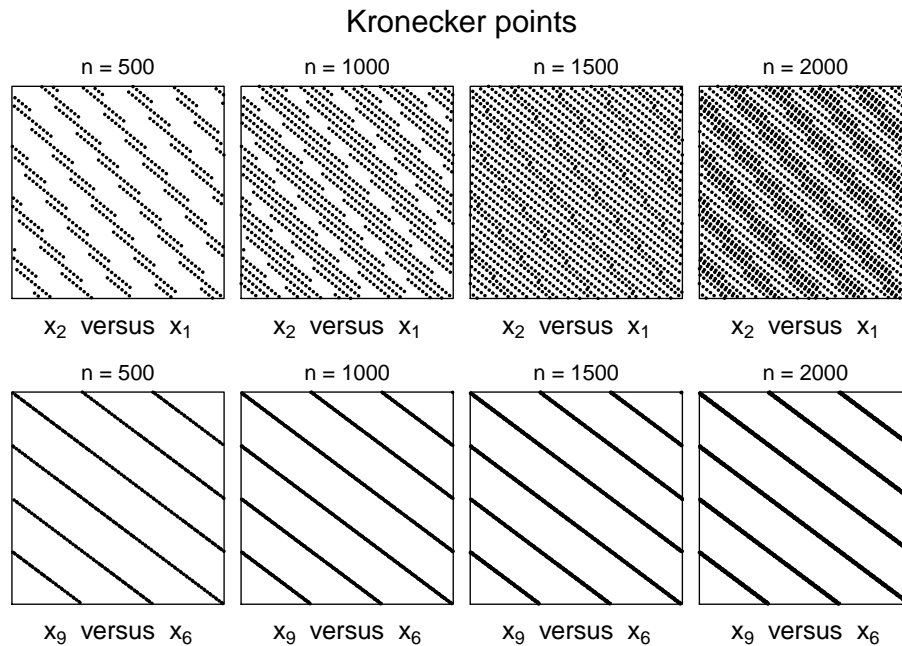 Kronecker points
n = 500 n = 1000 n = 1500 n = 2000
x₂ versus x₁ x₂ versus x₁ x₂ versus x₁ x₂ versus x₁
n = 500 n = 1000 n = 1500 n = 2000
x₉ versus x₆ x₉ versus x₆ x₉ versus x₆ x₉ versus x₆